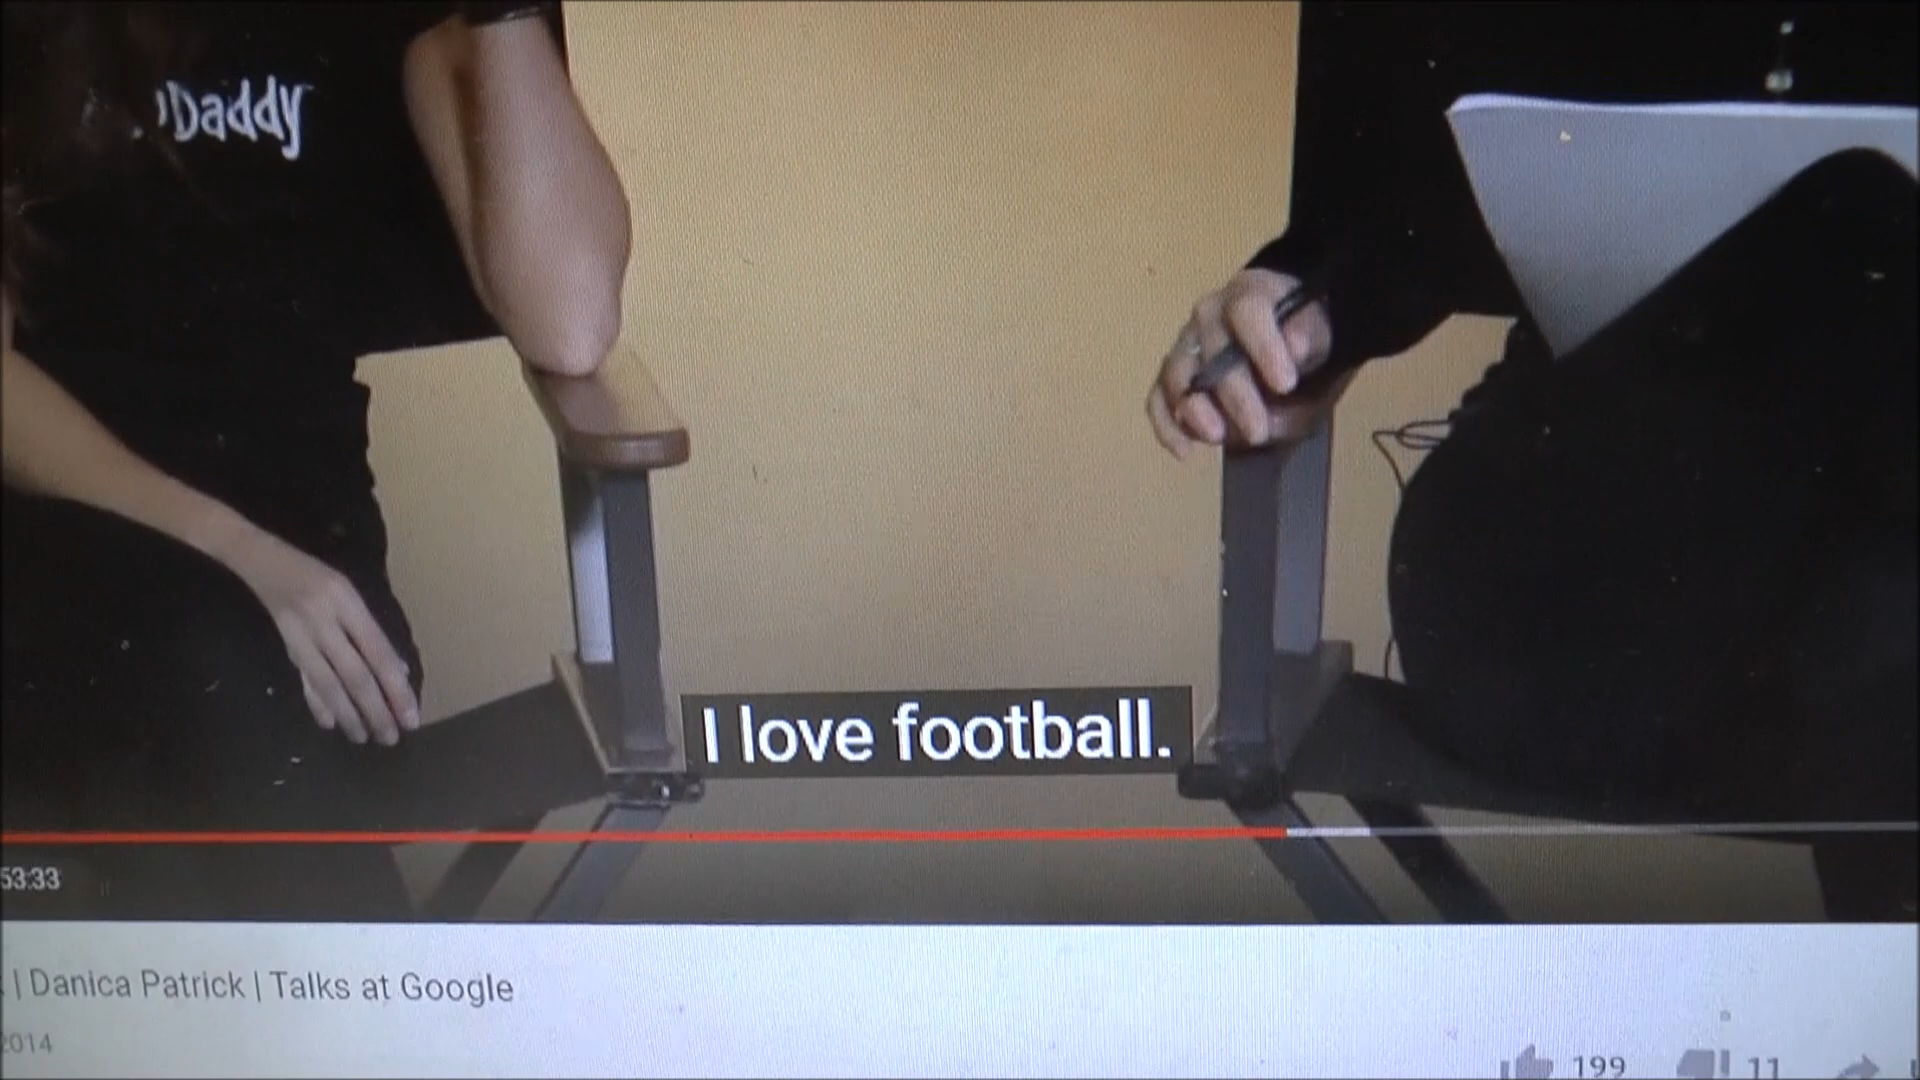 Daddy
I love football.
53:33
| Danica Patrick | Talks at Google
2014
199
11